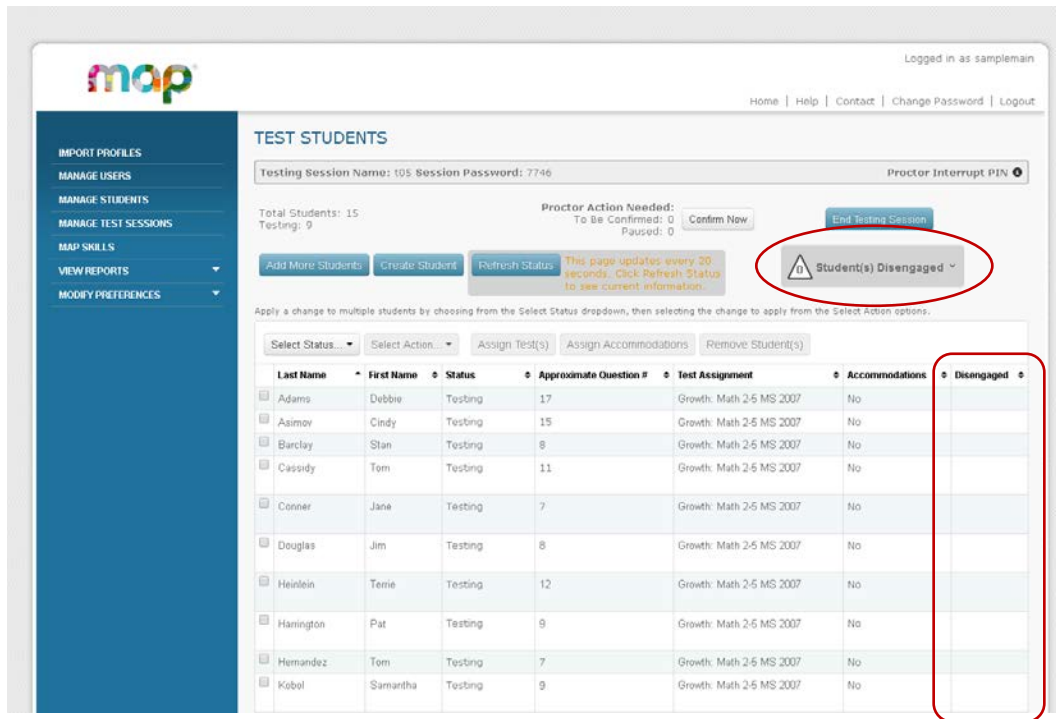 Logged in as samplemain
map
Home | Help | Contact | Change Password | Logout
IMPORT PROFILES
MANAGE USERS
MANAGE STUDENTS
MANAGE TEST SESSIONS
MAP SKILLS
VIEW REPORTS
MODIFY PREFERENCES
TEST STUDENTS
Testing Session Name: t05 Session Password: 7746 Proctor Interrupt PIN
Total Students: 15
Testing: 9
Proctor Action Needed:
To Be Confirmed: 0 Confirm Now
Paused: 0
End Testing Session
Add More Students Create Student Refresh Status
This page updates every 20
seconds. Click Refresh Status
to see current information.
0 Student(s) Disengaged
Apply a change to multiple students by choosing from the Select Status dropdown, then selecting the change to apply from the Select Action options.
Select Status... Select Action... Assign Test(s) Assign Accommodations Remove Student(s)
Last Name First Name Status Approximate Question # Test Assignment Accommodations Disengaged
Adams Debbie Testing 17 Growth: Math 2-5 MS 2007 No
Asimov Cindy Testing 15 Growth: Math 2-5 MS 2007 No
Barclay Stan Testing 8 Growth: Math 2-5 MS 2007 No
Cassidy Tom Testing 11 Growth: Math 2-5 MS 2007 No
Conner Jane Testing 7 Growth: Math 2-5 MS 2007 No
Douglas Jim Testing 8 Growth: Math 2-5 MS 2007 No
Heinlein Terrie Testing 12 Growth: Math 2-5 MS 2007 No
Harrington Pat Testing 9 Growth: Math 2-5 MS 2007 No
Hernandez Tom Testing 7 Growth: Math 2-5 MS 2007 No
Kobol Samantha Testing 9 Growth: Math 2-5 MS 2007 No